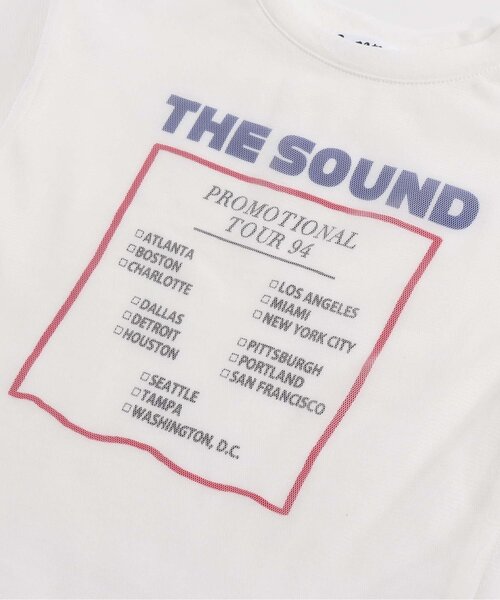 THE SOUND
PROMOTIONAL
TOUR 94
☐ATLANTA
☐BOSTON
☐CHARLOTTE
☐DALLAS
☐DETROIT
☐HOUSTON
☐LOS ANGELES
☐MIAMI
☐NEW YORK CITY
☐PITTSBURGH
☐PORTLAND
☐SAN FRANCISCO
☐SEATTLE
☐TAMPA
☐WASHINGTON, D.C.